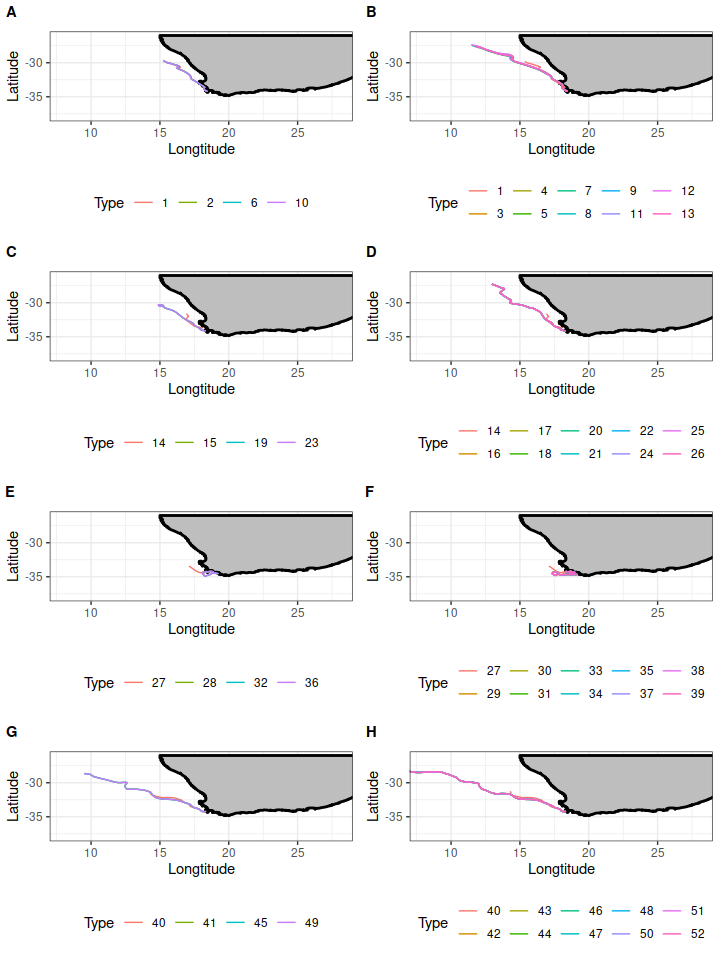 A
B
Latitude
-30
-35
10
15
20
25
Longtitude
Latitude
-30
-35
10
15
20
25
Longtitude
Type 1 2 6 10
Type 1 4 7 9 12
3 5 8 11 13
C
D
Latitude
-30
-35
10
15
20
25
Longtitude
Latitude
-30
-35
10
15
20
25
Longtitude
Type 14 15 19 23
Type 14 17 20 22 25
16 18 21 24 26
E
F
Latitude
-30
-35
10
15
20
25
Longtitude
Latitude
-30
-35
10
15
20
25
Longtitude
Type 27 28 32 36
Type 27 30 33 35 38
29 31 34 37 39
G
H
Latitude
-30
-35
10
15
20
25
Longtitude
Latitude
-30
-35
10
15
20
25
Longtitude
Type 40 41 45 49
Type 40 43 46 48 51
42 44 47 50 52